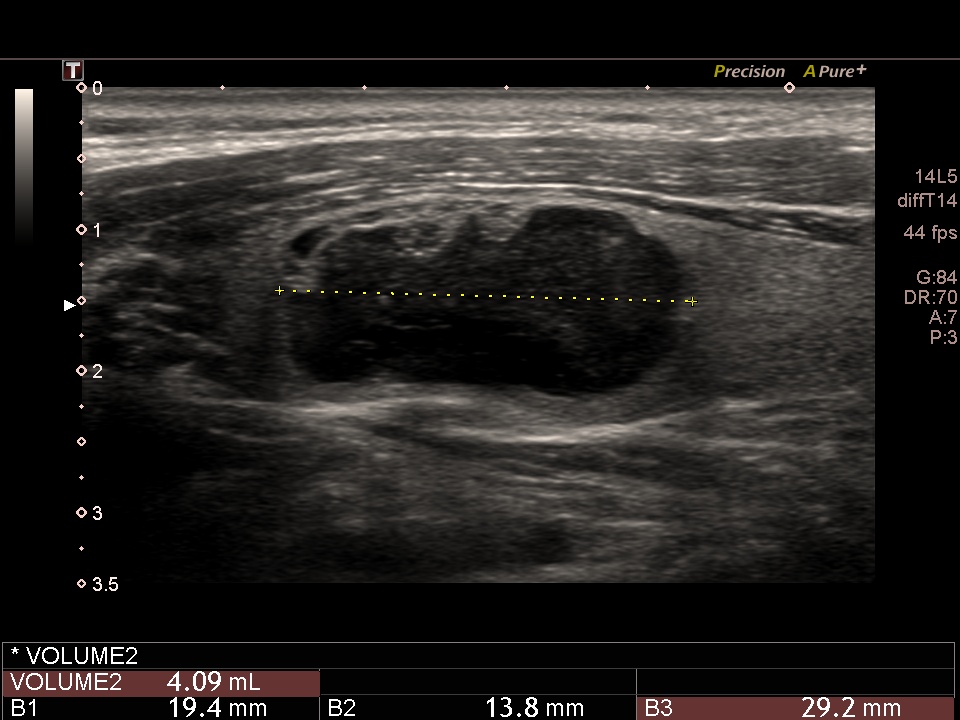 T
Precision A Pure+
0
14L5
diffT14
1
44 fps
G:84
DR:70
A:7
P:3
2
3
3.5
* VOLUME2
VOLUME2 4.09 mL
B1 19.4 mm B2 13.8 mm B3 29.2 mm